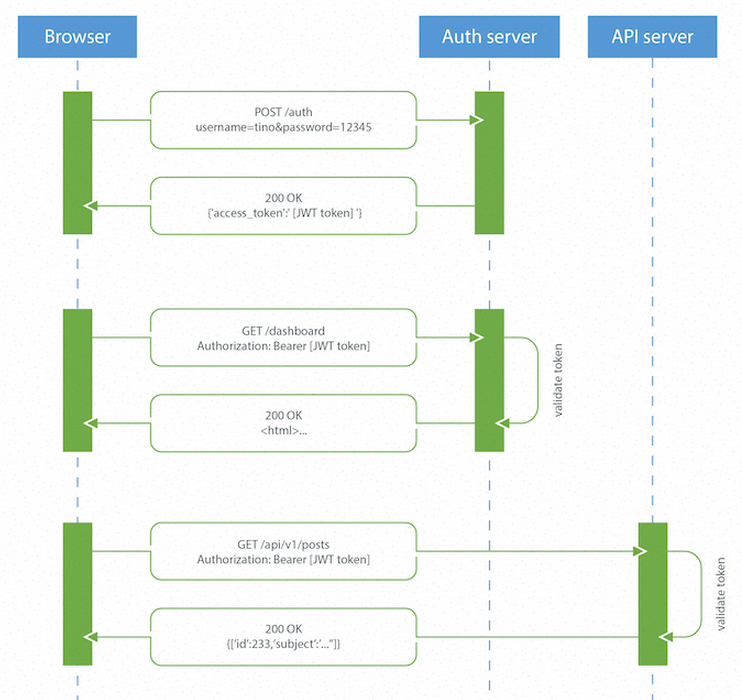 Browser
Auth server
API server
POST /auth
username=tino&password=12345
200 OK
{'access_token':' [JWT token] '}
GET /dashboard
Authorization: Bearer [JWT token]
validate token
200 OK
<html>...
GET /api/v1/posts
Authorization: Bearer [JWT token]
validate token
200 OK
{['id':233,'subject':'...”]}